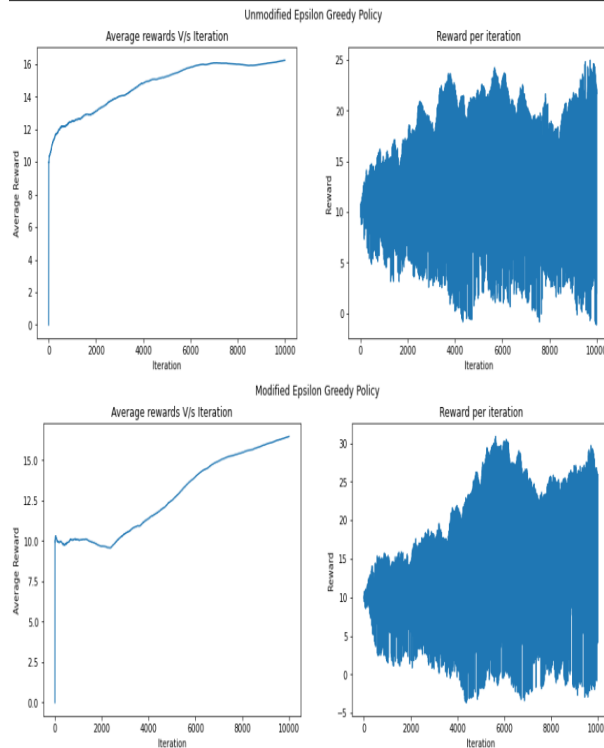 Unmodified Epsilon Greedy Policy
Average rewards V/s Iteration
Average Reward
16
14
12
10
8
6
4
2
0
0 2000 4000 6000 8000 10000
Iteration
Reward per iteration
Reward
25
20
15
10
5
0
0 2000 4000 6000 8000 10000
Iteration
Modified Epsilon Greedy Policy
Average rewards V/s Iteration
Average Reward
15.0
12.5
10.0
7.5
5.0
2.5
0.0
0 2000 4000 6000 8000 10000
Iteration
Reward per iteration
Reward
30
25
20
15
10
5
0
−5
0 2000 4000 6000 8000 10000
Iteration